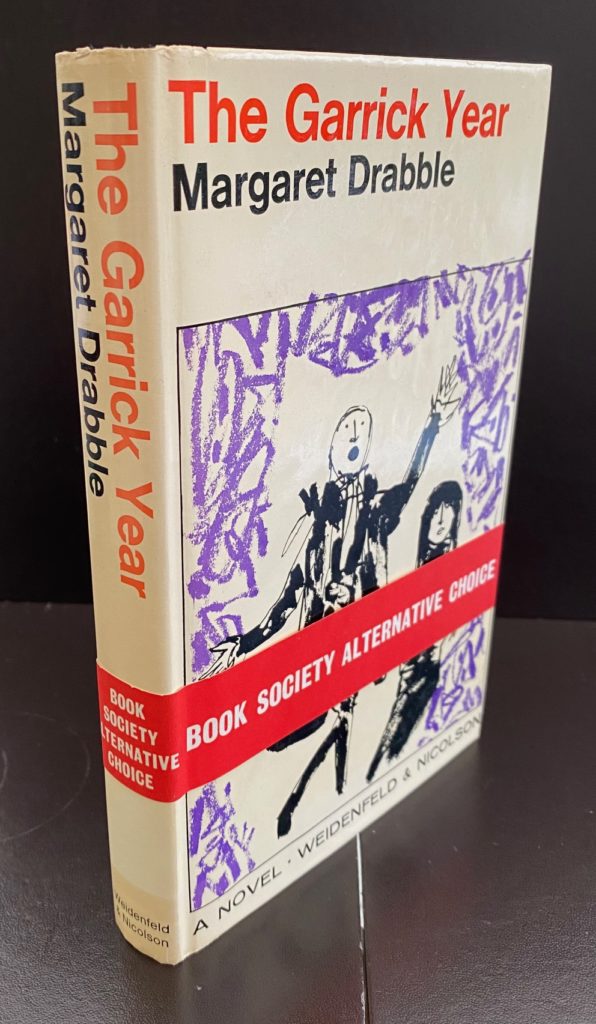 The Garrick Year
Margaret Drabble
BOOK SOCIETY ALTERNATIVE CHOICE
A NOVEL · WEIDENFELD & NICOLSON
The Garrick Year
Margaret Drabble
BOOK
SOCIETY
ALTERNATIVE
CHOICE
Weidenfeld
& Nicolson